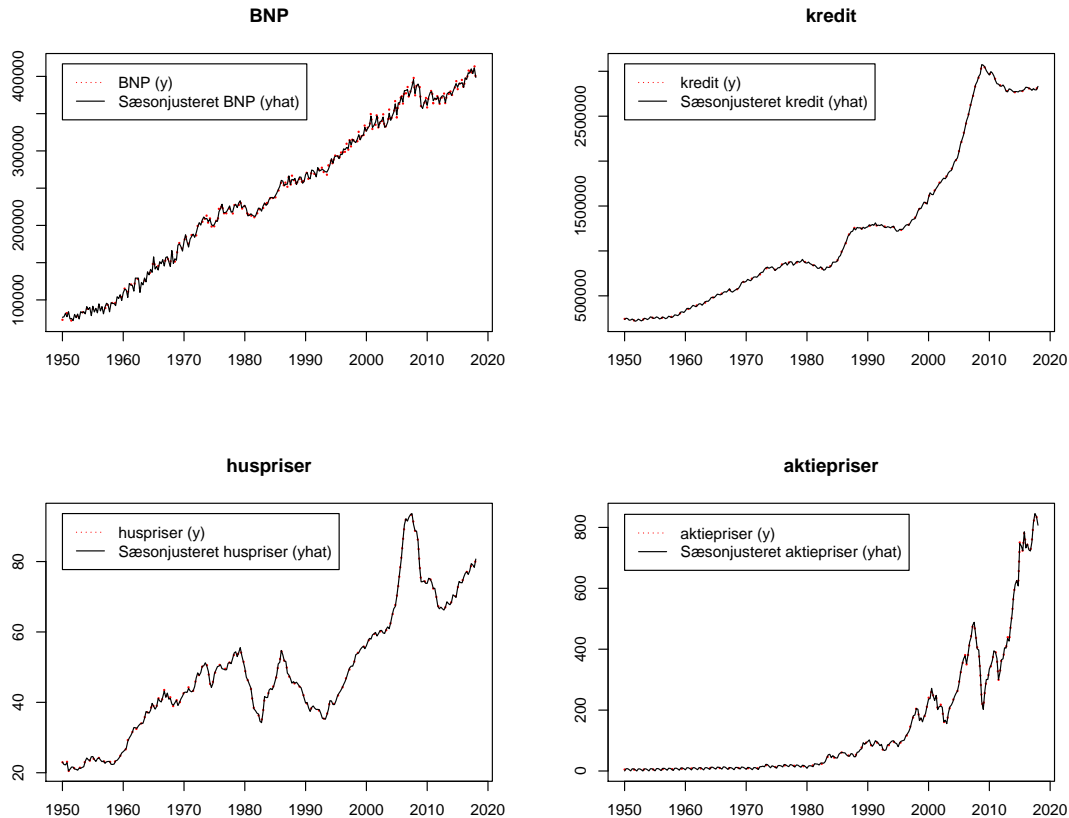 BNP
BNP (y)
Sæsonjusteret BNP (yhat)
100000 200000 300000 400000
1950 1960 1970 1980 1990 2000 2010 2020
kredit
kredit (y)
Sæsonjusteret kredit (yhat)
500000 1500000 2500000
1950 1960 1970 1980 1990 2000 2010 2020
huspriser
huspriser (y)
Sæsonjusteret huspriser (yhat)
20 40 60 80
1950 1960 1970 1980 1990 2000 2010 2020
aktiepriser
aktiepriser (y)
Sæsonjusteret aktiepriser (yhat)
0 200 400 600 800
1950 1960 1970 1980 1990 2000 2010 2020